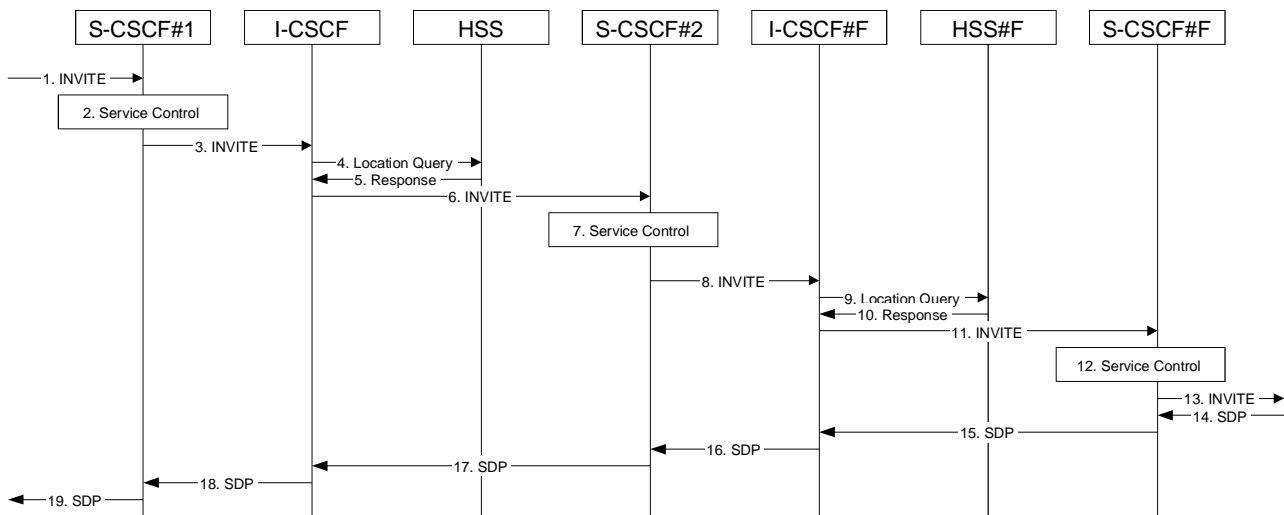 S-CSCF#1
I-CSCF
HSS
S-CSCF#2
I-CSCF#F
HSS#F
S-CSCF#F
1. INVITE
2. Service Control
3. INVITE
4. Location Query
5. Response
6. INVITE
7. Service Control
8. INVITE
9. Location Query
10. Response
11. INVITE
12. Service Control
13. INVITE
14. SDP
15. SDP
16. SDP
17. SDP
18. SDP
19. SDP